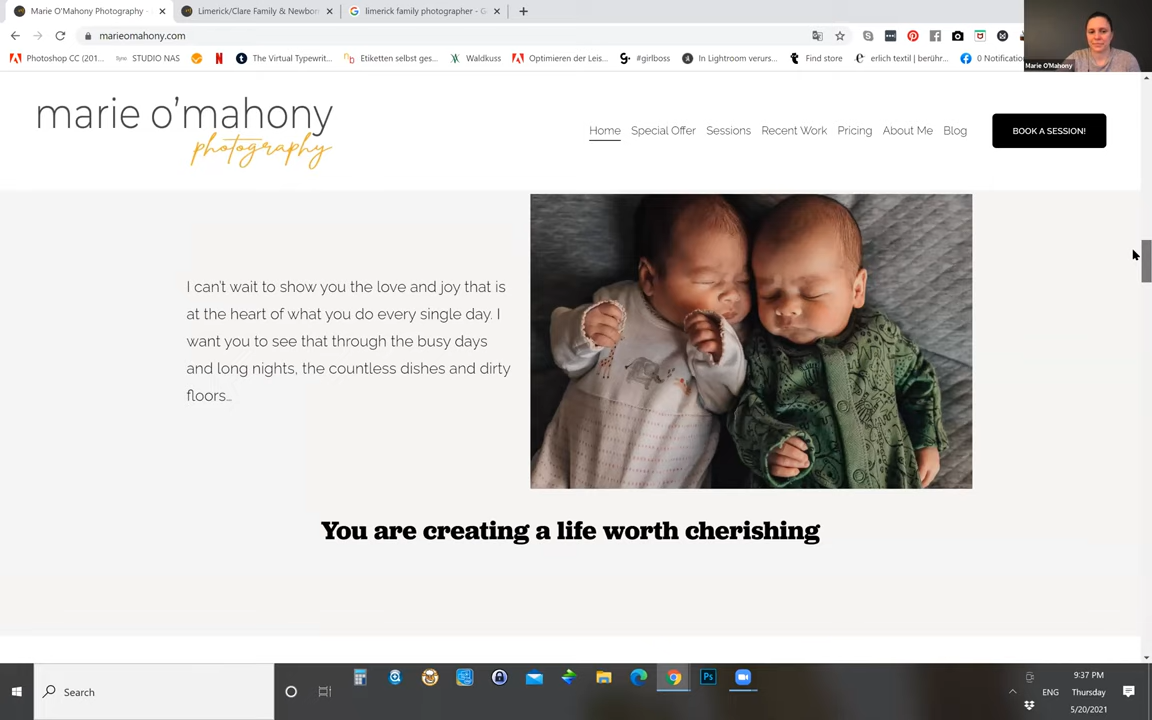 Marie O'Mahony Photography -
Limerick/Clare Family & Newborn
limerick family photographer - G
marieomahony.com
Photoshop CC (201...
Sync
STUDIO NAS
The Virtual Typewrit...
Etiketten selbst ges...
Waldkuss
Optimieren der Leis...
#girlboss
In Lightroom verurs...
Find store
erlich textil | berühr...
0 Notification
Marie O'Mahony
marie o'mahony
photography
Home
Special Offer
Sessions
Recent Work
Pricing
About Me
Blog
BOOK A SESSION!
I can't wait to show you the love and joy that is
at the heart of what you do every single day. I
want you to see that through the busy days
and long nights, the countless dishes and dirty
floors...
You are creating a life worth cherishing
Search
9:37 PM
ENG
Thursday
5/20/2021